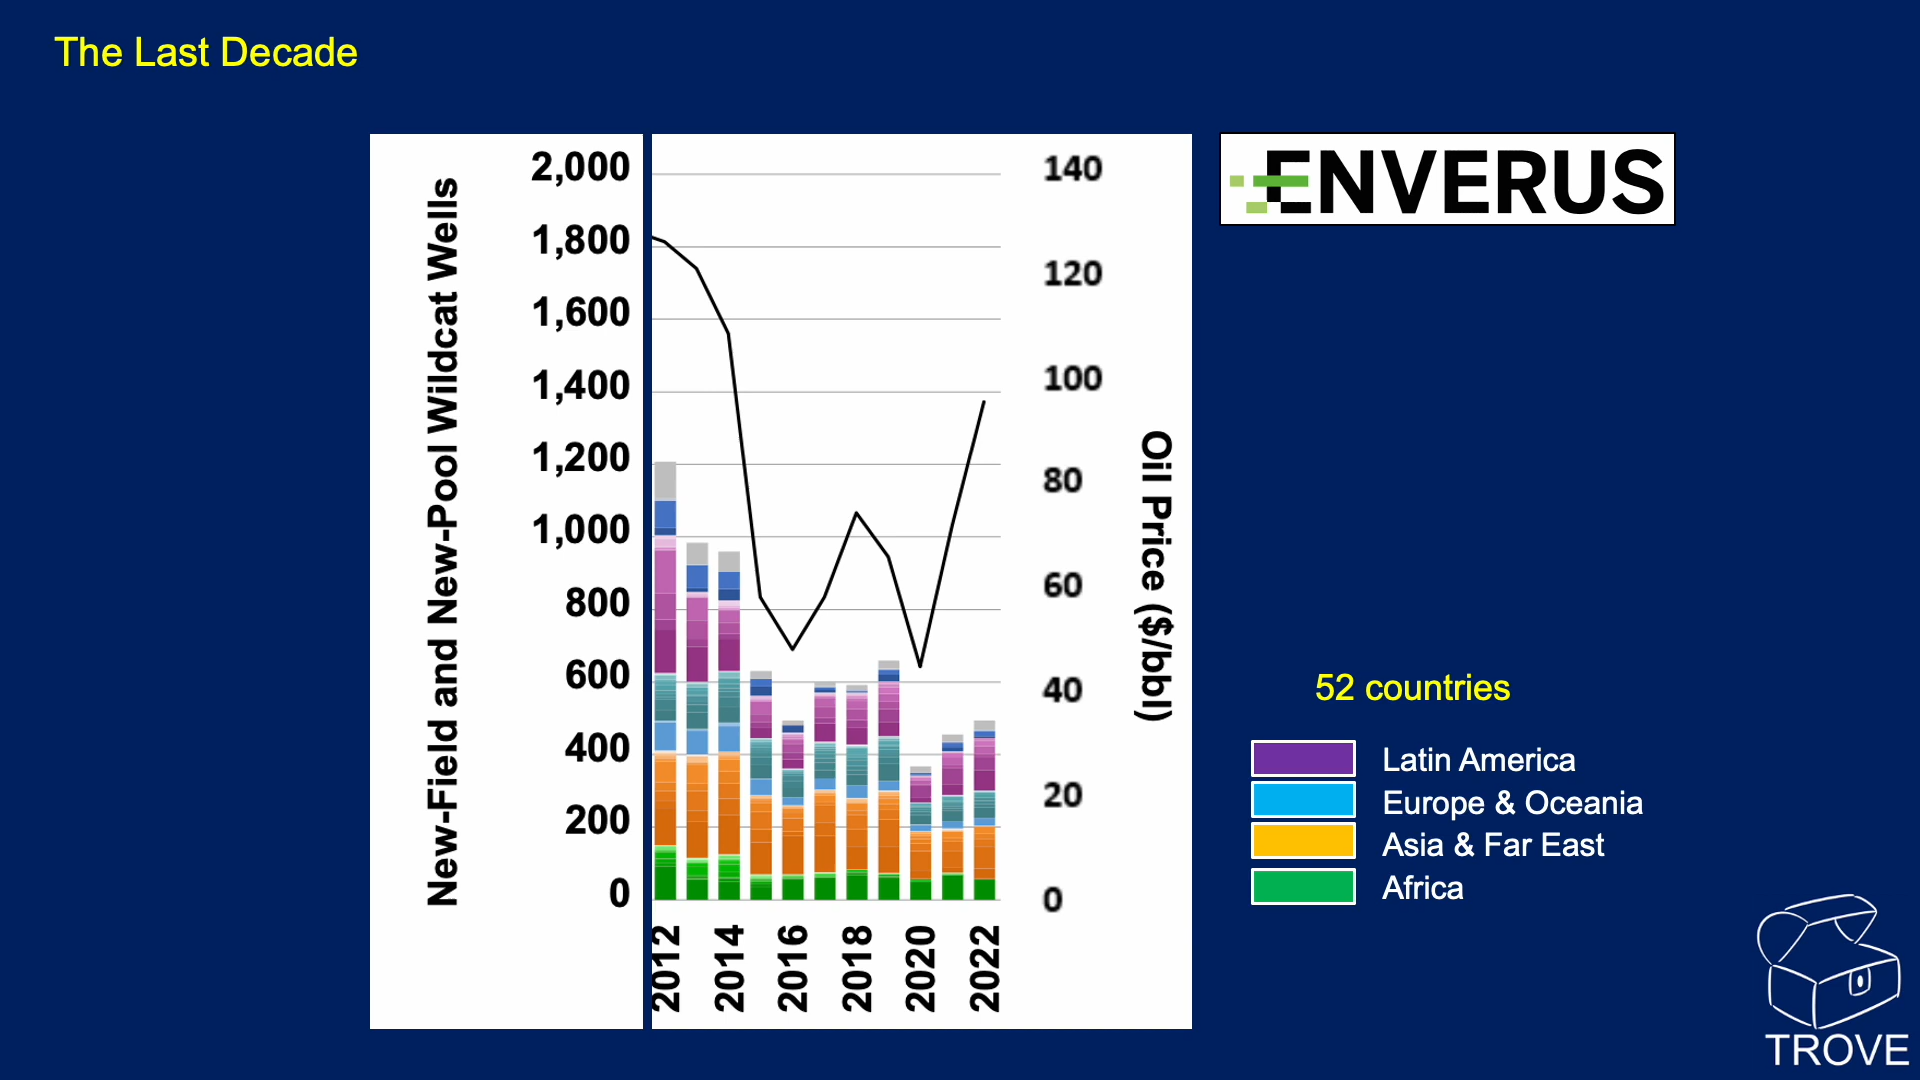 The Last Decade
New-Field and New-Pool Wildcat Wells
2,000
1,800
1,600
1,400
1,200
1,000
800
600
400
200
0
2012
2014
2016
2018
2020
2022
140
120
100
80
60
40
20
0
Oil Price ($/bbl)
ENVERUS
52 countries
Latin America
Europe & Oceania
Asia & Far East
Africa
TROVE